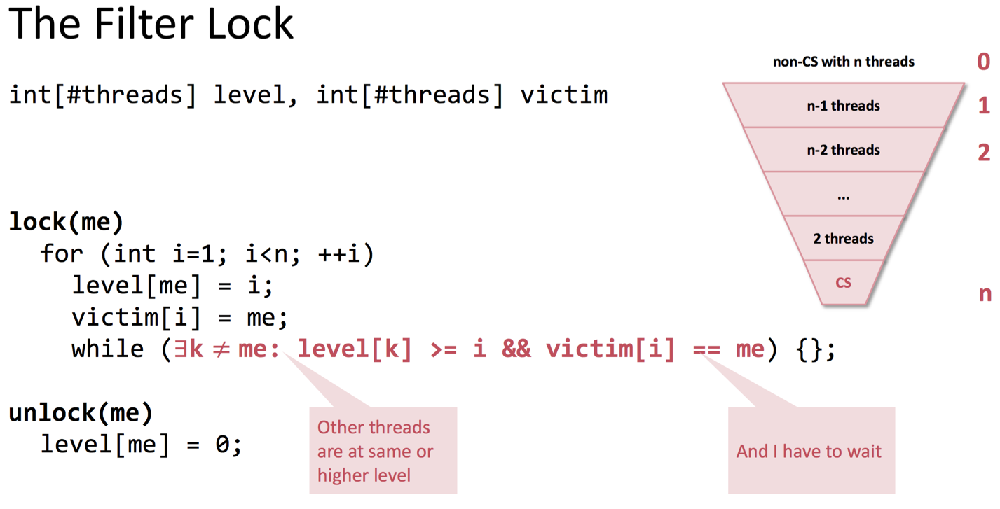 The Filter Lock
int[#threads] level, int[#threads] victim
non-CS with n threads 0
n-1 threads 1
n-2 threads 2
...
2 threads
CS n
lock(me)
for (int i=1; i<n; ++i)
level[me] = i;
victim[i] = me;
while (∃k ≠ me: level[k] >= i && victim[i] == me) {};
unlock(me)
level[me] = 0;
Other threads
are at same or
higher level
And I have to wait